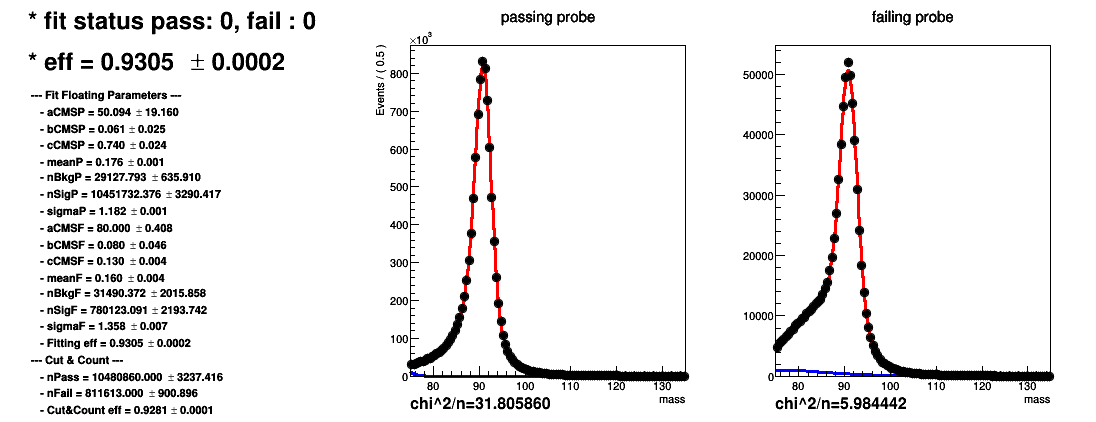 * fit status pass: 0, fail : 0
* eff = 0.9305 ± 0.0002
--- Fit Floating Parameters ---
- aCMSP = 50.094 ± 19.160
- bCMSP = 0.061 ± 0.025
- cCMSP = 0.740 ± 0.024
- meanP = 0.176 ± 0.001
- nBkgP = 29127.793 ± 635.910
- nSigP = 10451732.376 ± 3290.417
- sigmaP = 1.182 ± 0.001
- aCMSF = 80.000 ± 0.408
- bCMSF = 0.080 ± 0.046
- cCMSF = 0.130 ± 0.004
- meanF = 0.160 ± 0.004
- nBkgF = 31490.372 ± 2015.858
- nSigF = 780123.091 ± 2193.742
- sigmaF = 1.358 ± 0.007
- Fitting eff = 0.9305 ± 0.0002
--- Cut & Count ---
- nPass = 10480860.000 ± 3237.416
- nFail = 811613.000 ± 900.896
- Cut&Count eff = 0.9281 ± 0.0001
passing probe
×10³
Events / ( 0.5 )
800
700
600
500
400
300
200
100
0
80 90 100 110 120 130
mass
chi^2/n=31.805860
failing probe
50000
40000
30000
20000
10000
0
80 90 100 110 120 130
mass
chi^2/n=5.984442